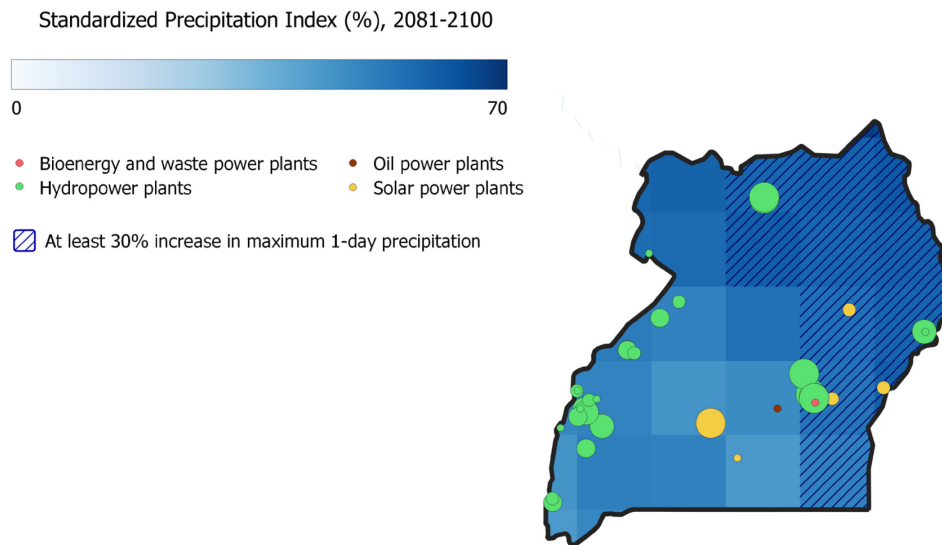 Standardized Precipitation Index (%), 2081-2100
0 70
Bioenergy and waste power plants Oil power plants
Hydropower plants Solar power plants
At least 30% increase in maximum 1-day precipitation